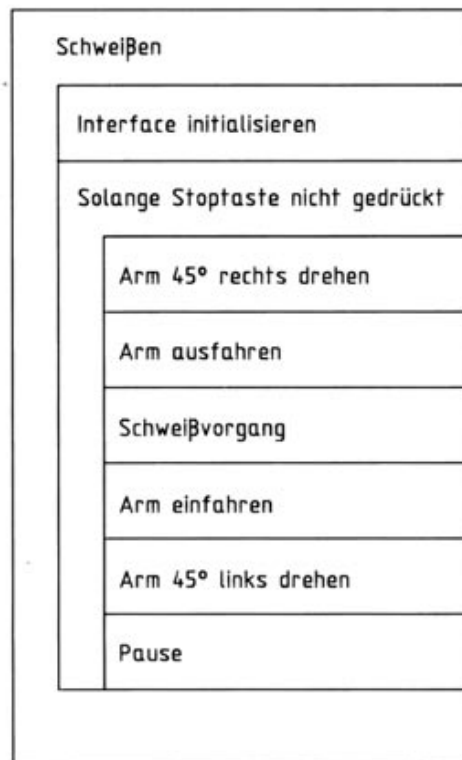 Schweißen
Interface initialisieren
Solange Stoptaste nicht gedrückt
Arm 45° rechts drehen
Arm ausfahren
Schweißvorgang
Arm einfahren
Arm 45° links drehen
Pause